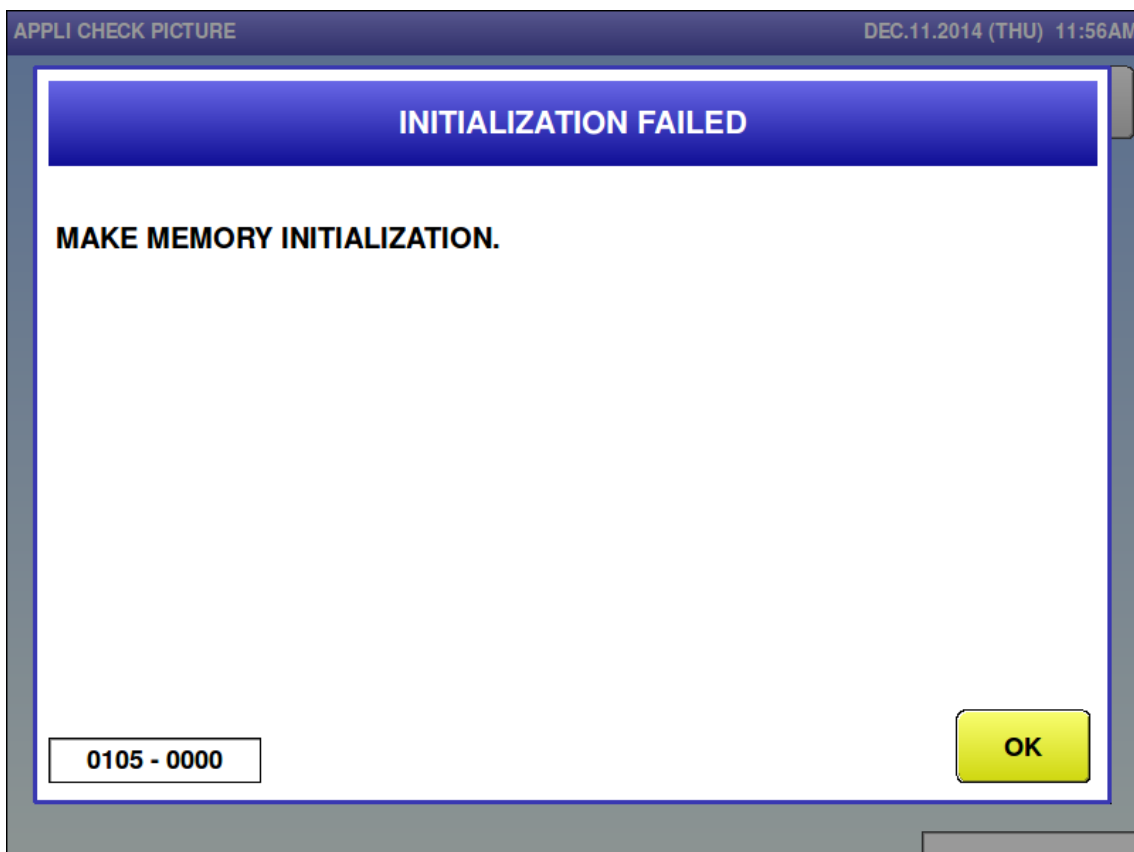 APPLI CHECK PICTURE
DEC.11.2014 (THU) 11:56AM
INITIALIZATION FAILED
MAKE MEMORY INITIALIZATION.
0105 - 0000
OK